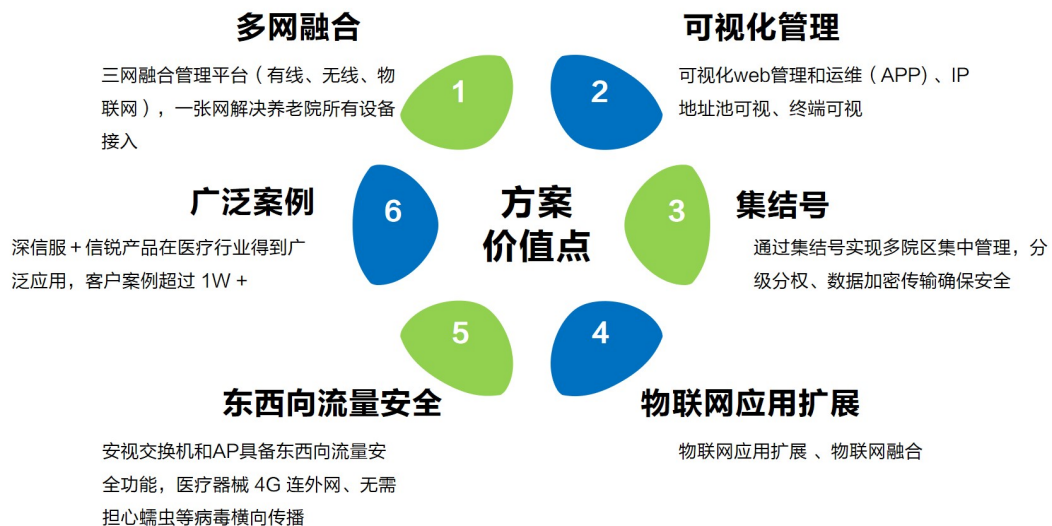 多网融合
三网融合管理平台（有线、无线、物
联网），一张网解决养老院所有设备
接入
1
2
可视化管理
可视化web管理和运维（APP）、IP
地址池可视、终端可视
广泛案例
深信服+信锐产品在医疗行业得到广
泛应用，客户案例超过 1W +
6
方案
价值点
3
集结号
通过集结号实现多院区集中管理，分
级分权、数据加密传输确保安全
5
东西向流量安全
安视交换机和AP具备东西向流量安
全功能，医疗器械 4G 连外网、无需
担心蠕虫等病毒横向传播
4
物联网应用扩展
物联网应用扩展 、物联网融合